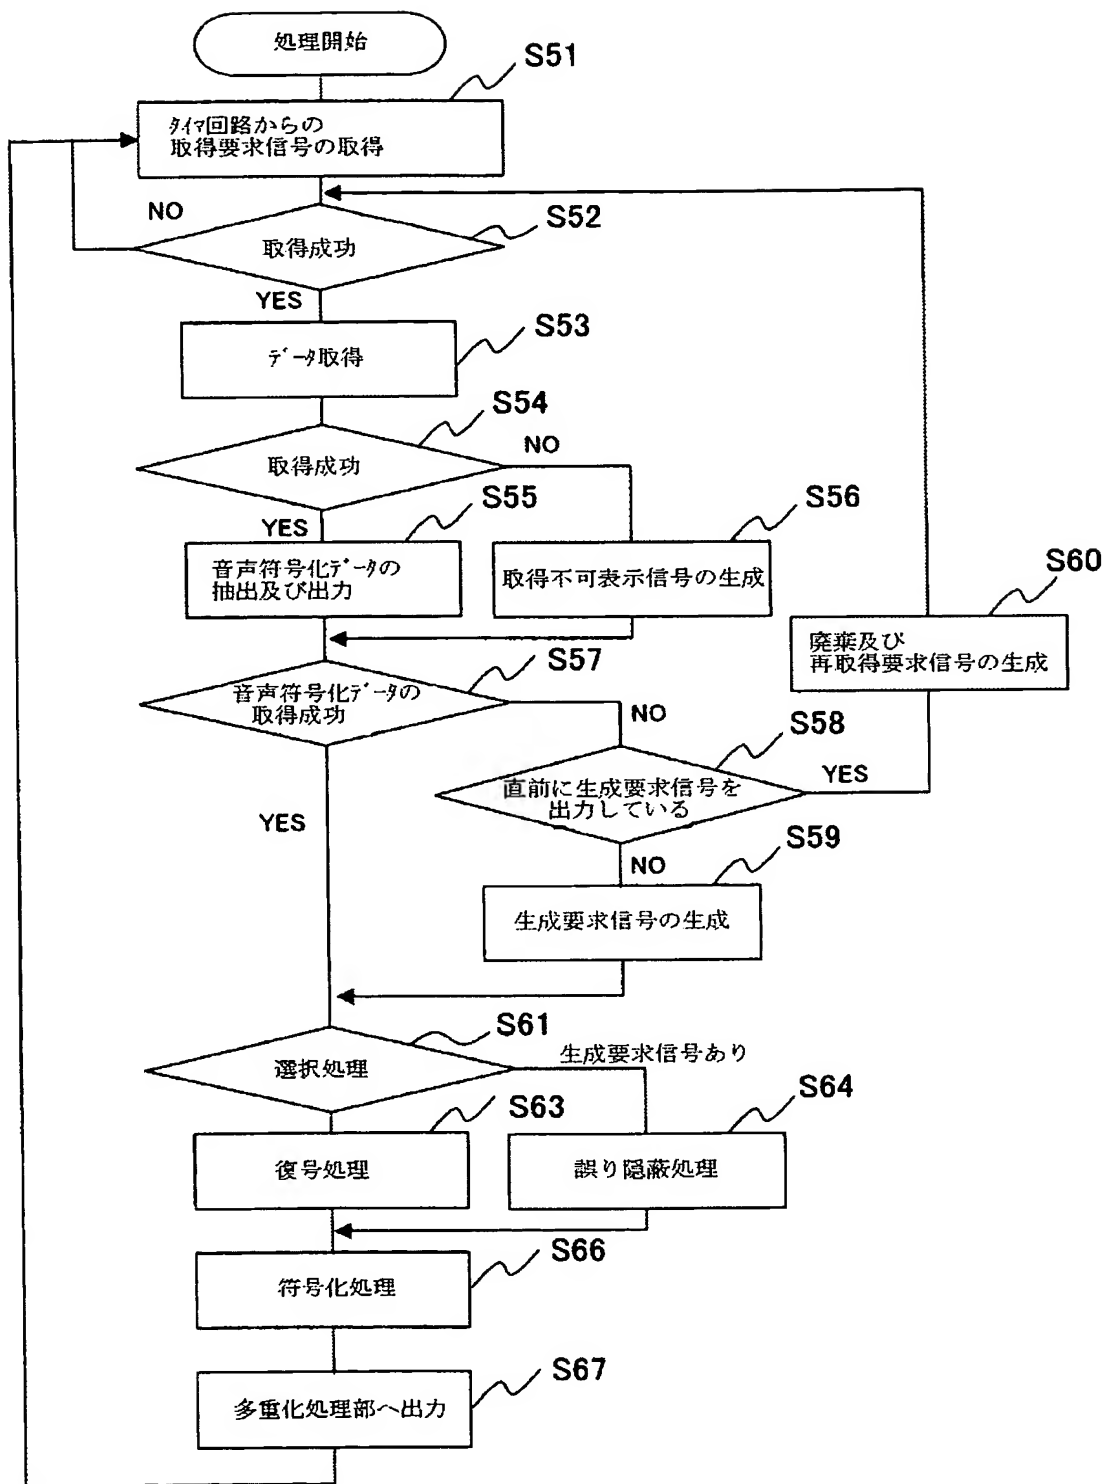 処理開始
S51
タイマ回路からの
取得要求信号の取得
NO
S52
取得成功
YES
S53
データ取得
S54
取得成功
NO
YES
S55
音声符号化データの
抽出及び出力
S56
取得不可表示信号の生成
S60
廃棄及び
再取得要求信号の生成
S57
音声符号化データの
取得成功
NO
YES
S58
直前に生成要求信号を
出力している
YES
NO
S59
生成要求信号の生成
S61
選択処理
生成要求信号あり
S63
復号処理
S64
誤り隠蔽処理
S66
符号化処理
S67
多重化処理部へ出力